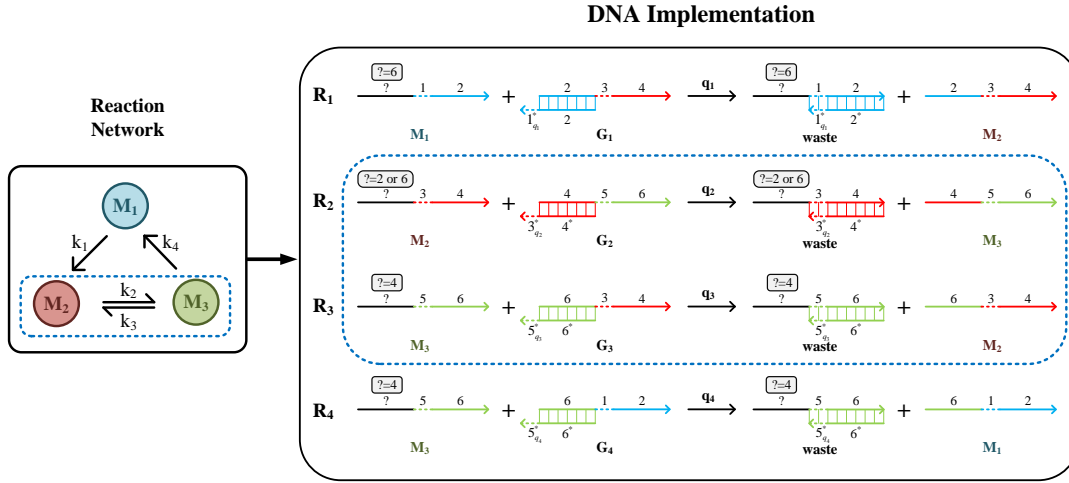 DNA Implementation
Reaction
Network
M₁
k₁
k₄
M₂
k₂
k₃
M₃
R₁
?=6
? 1 2 + 2 3 4 q₁ ?=6 ? 1 2 + 2 3 4
1*q₁ 2 1*q₁ 2*
M₁ G₁ waste M₂
R₂
?=2 or 6
? 3 4 + 4 5 6 q₂ ?=2 or 6 ? 3 4 + 4 5 6
3*q₂ 4* 3*q₂ 4*
M₂ G₂ waste M₃
R₃
?=4
? 5 6 + 6 3 4 q₃ ?=4 ? 5 6 + 6 3 4
5*q₃ 6* 5*q₃ 6*
M₃ G₃ waste M₂
R₄
?=4
? 5 6 + 6 1 2 q₄ ?=4 ? 5 6 + 6 1 2
5*q₄ 6* 5*q₄ 6*
M₃ G₄ waste M₁